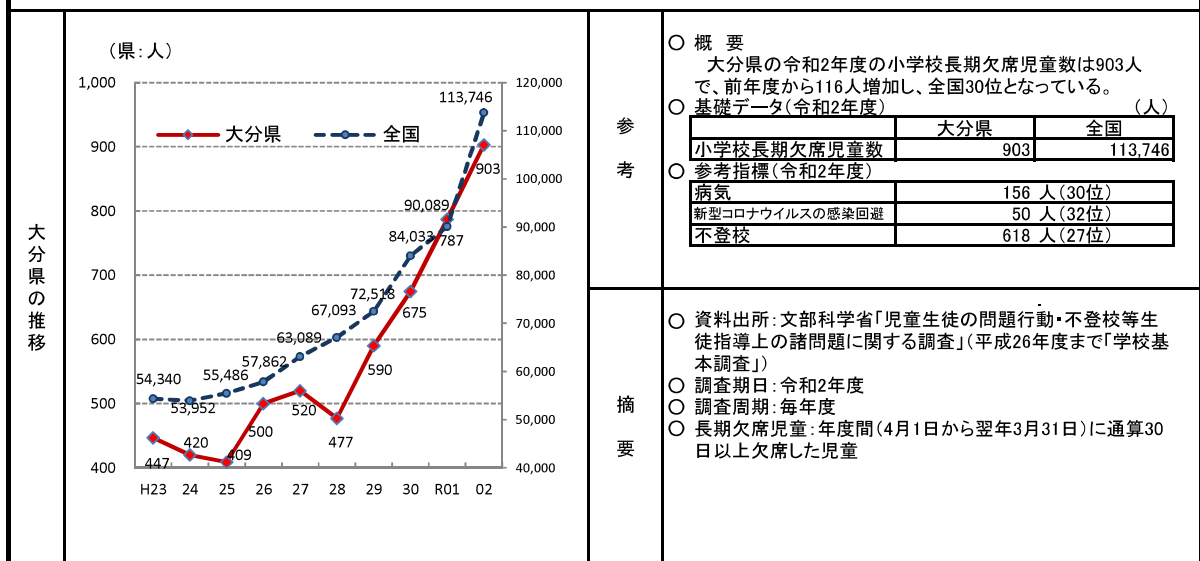 大分県の推移
（県：人）
1,000
900
800
700
600
500
400
120,000
110,000
100,000
90,000
80,000
70,000
60,000
50,000
40,000
大分県
全国
54,340
53,952
55,486
57,862
63,089
67,093
72,518
84,033
90,089
113,746
447
420
409
500
520
477
590
675
787
903
H23 24 25 26 27 28 29 30 R01 02
参考
○ 概 要
大分県の令和2年度の小学校長期欠席児童数は903人
で、前年度から116人増加し、全国30位となっている。
○ 基礎データ（令和2年度） （人）
大分県 全国
小学校長期欠席児童数 903 113,746
○ 参考指標（令和2年度）
病気 156 人（30位）
新型コロナウイルスの感染回避 50 人（32位）
不登校 618 人（27位）
摘要
○ 資料出所：文部科学省「児童生徒の問題行動・不登校等生
徒指導上の諸問題に関する調査」（平成26年度まで「学校基
本調査」）
○ 調査期日：令和2年度
○ 調査周期：毎年度
○ 長期欠席児童：年度間（4月1日から翌年3月31日）に通算30
日以上欠席した児童